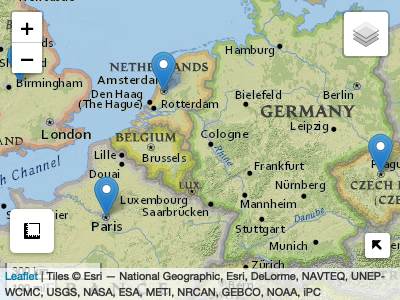 +
−
NETHERLANDS
Hamburg
Amsterdam
Den Haag
(The Hague)
Rotterdam
Birmingham
Bielefeld
Berlin
GERMANY
London
Leipzig
BELGIUM
Cologne
Lille
Brussels
Rhine
Prague
Channel
Douai
Frankfurt
LUX
CZECH
Nürnberg
Luxembourg
Mannheim
Saarbrücken
Danube
Paris
Stuttgart
Munich
Zürich
Leaflet | Tiles © Esri — National Geographic, Esri, DeLorme, NAVTEQ, UNEP-
WCMC, USGS, NASA, ESA, METI, NRCAN, GEBCO, NOAA, iPC